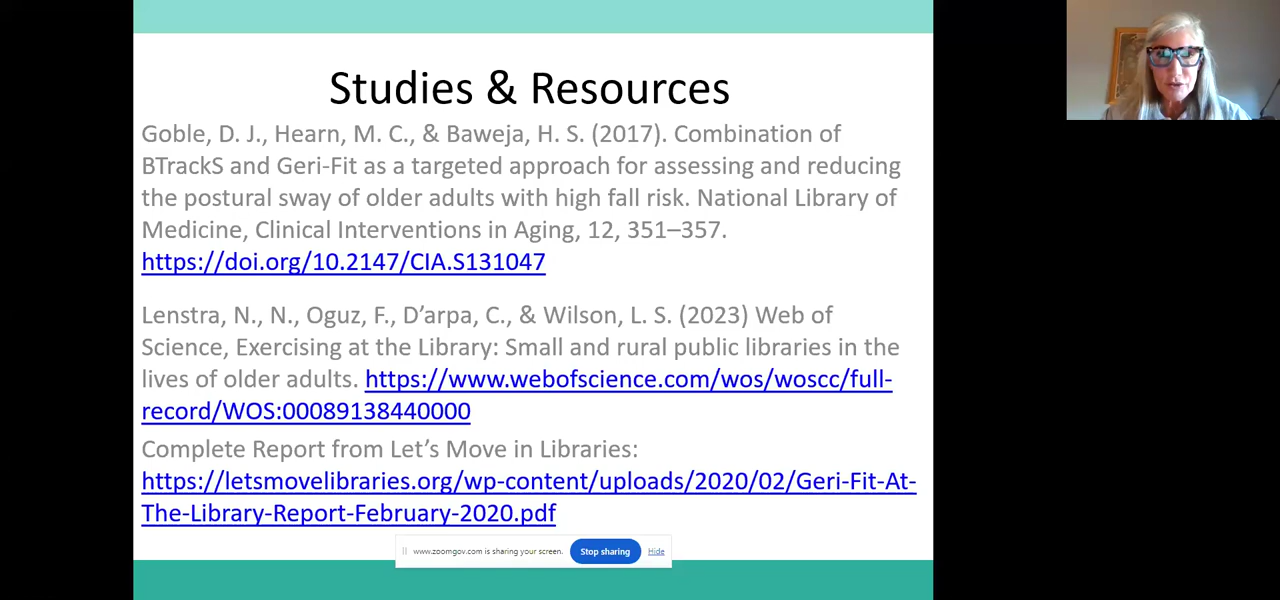 Studies & Resources
Goble, D. J., Hearn, M. C., & Baweja, H. S. (2017). Combination of
BTrackS and Geri-Fit as a targeted approach for assessing and reducing
the postural sway of older adults with high fall risk. National Library of
Medicine, Clinical Interventions in Aging, 12, 351–357.
https://doi.org/10.2147/CIA.S131047
Lenstra, N., N., Oguz, F., D’arpa, C., & Wilson, L. S. (2023) Web of
Science, Exercising at the Library: Small and rural public libraries in the
lives of older adults. https://www.webofscience.com/wos/woscc/full-
record/WOS:00089138440000
Complete Report from Let’s Move in Libraries:
https://letsmovelibraries.org/wp-content/uploads/2020/02/Geri-Fit-At-
The-Library-Report-February-2020.pdf
www.zoomgov.com is sharing your screen. Stop sharing Hide